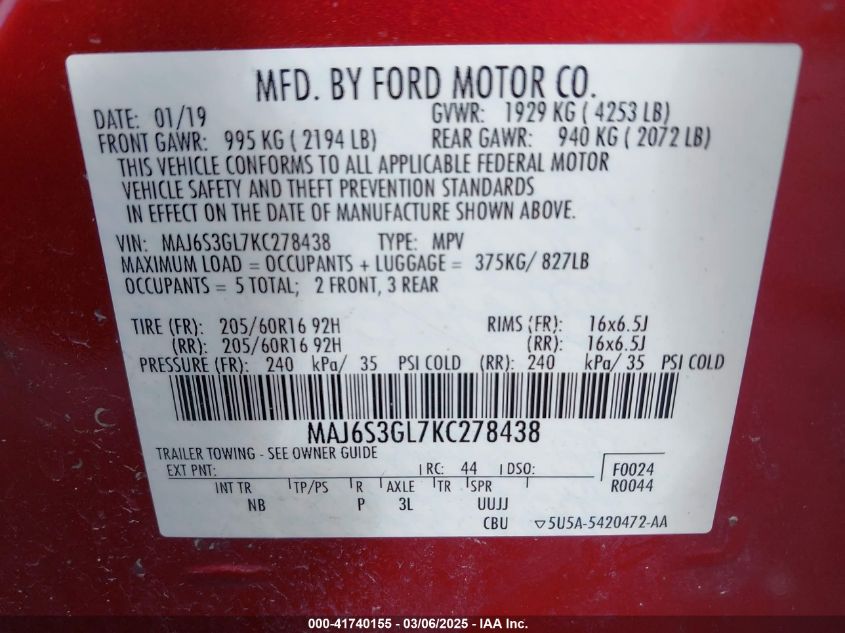 MFD. BY FORD MOTOR CO.
DATE: 01/19 GVWR: 1929 KG ( 4253 LB)
FRONT GAWR: 995 KG ( 2194 LB) REAR GAWR: 940 KG ( 2072 LB)
THIS VEHICLE CONFORMS TO ALL APPLICABLE FEDERAL MOTOR
VEHICLE SAFETY AND THEFT PREVENTION STANDARDS
IN EFFECT ON THE DATE OF MANUFACTURE SHOWN ABOVE.
VIN: MAJ6S3GL7KC278438 TYPE: MPV
MAXIMUM LOAD = OCCUPANTS + LUGGAGE = 375KG/ 827LB
OCCUPANTS = 5 TOTAL; 2 FRONT, 3 REAR
TIRE (FR): 205/60R16 92H RIMS (FR): 16x6.5J
(RR): 205/60R16 92H (RR): 16x6.5J
PRESSURE (FR): 240 kPa/ 35 PSI COLD (RR): 240 kPa/ 35 PSI COLD
MAJ6S3GL7KC278438
TRAILER TOWING - SEE OWNER GUIDE
EXT PNT: RC: 44 DSO: F0024
R0044
INT TR TP/PS R AXLE TR SPR
NB P 3L UUJJ
CBU ▽5U5A-5420472-AA
000-41740155 - 03/06/2025 - IAA Inc.